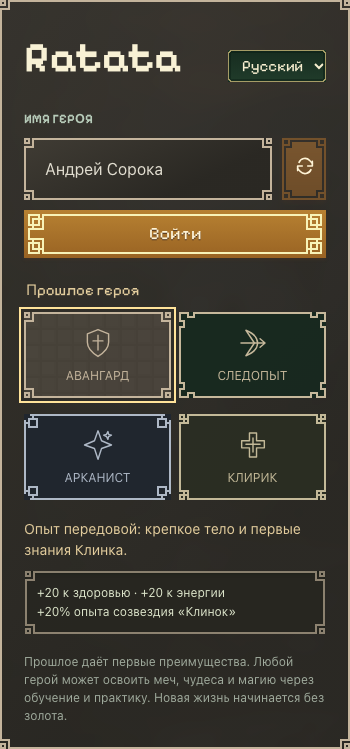 Ratata
Русский
ИМЯ ГЕРОЯ
Андрей Сорока
Войти
Прошлое героя
АВАНГАРД
СЛЕДОПЫТ
АРКАНИСТ
КЛИРИК
Опыт передовой: крепкое тело и первые
знания Клинка.
+20 к здоровью · +20 к энергии
+20% опыта созвездия «Клинок»
Прошлое даёт первые преимущества. Любой
герой может освоить меч, чудеса и магию через
обучение и практику. Новая жизнь начинается без
золота.